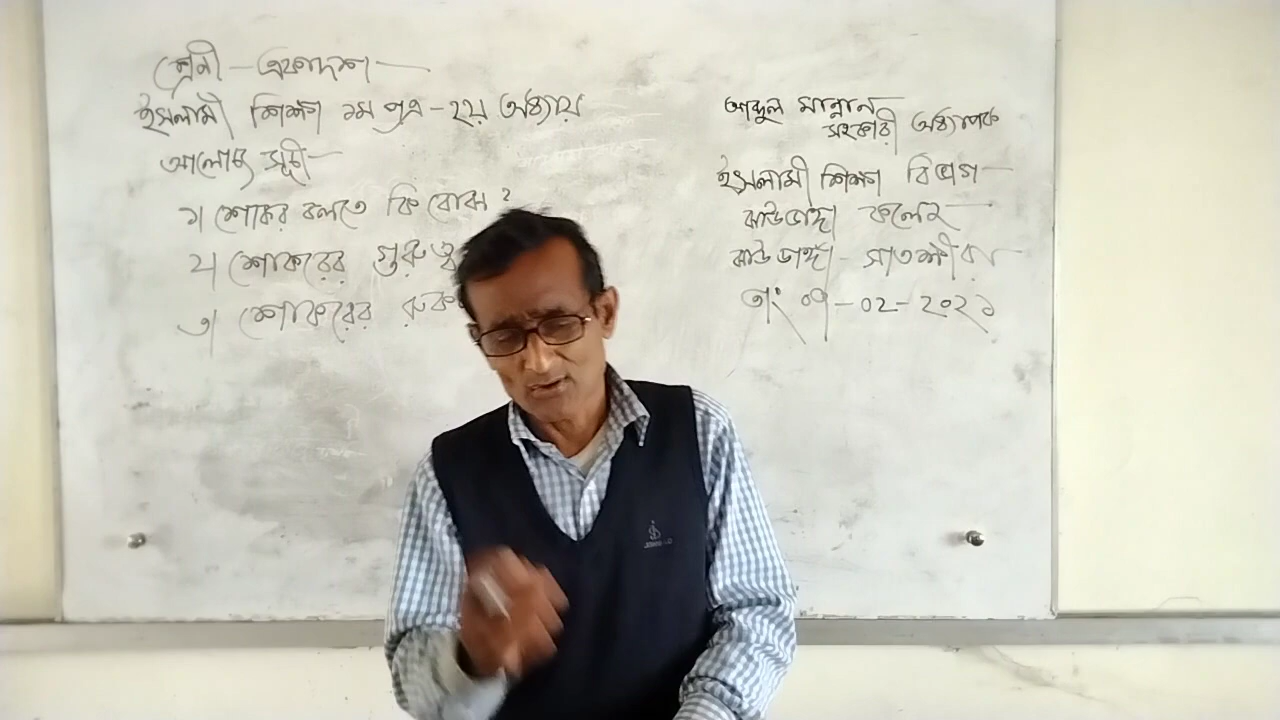 শ্রেনী - একাদশ
ইসলামী শিক্ষা ১ম পত্র - ২য় অধ্যায়
আলোচ্য সূচী -
১। শোকর বলতে কি বোঝ ?
২। শোকরের গুরুত্ব
৩। শোকরের রুকন
আব্দুল মান্নান
সহকারী অধ্যাপক
ইসলামী শিক্ষা বিভাগ
ঝাউডাঙ্গা কলেজ
ঝাউডাঙ্গা - সাতক্ষীরা
তাং ০৭-০২-২০২১